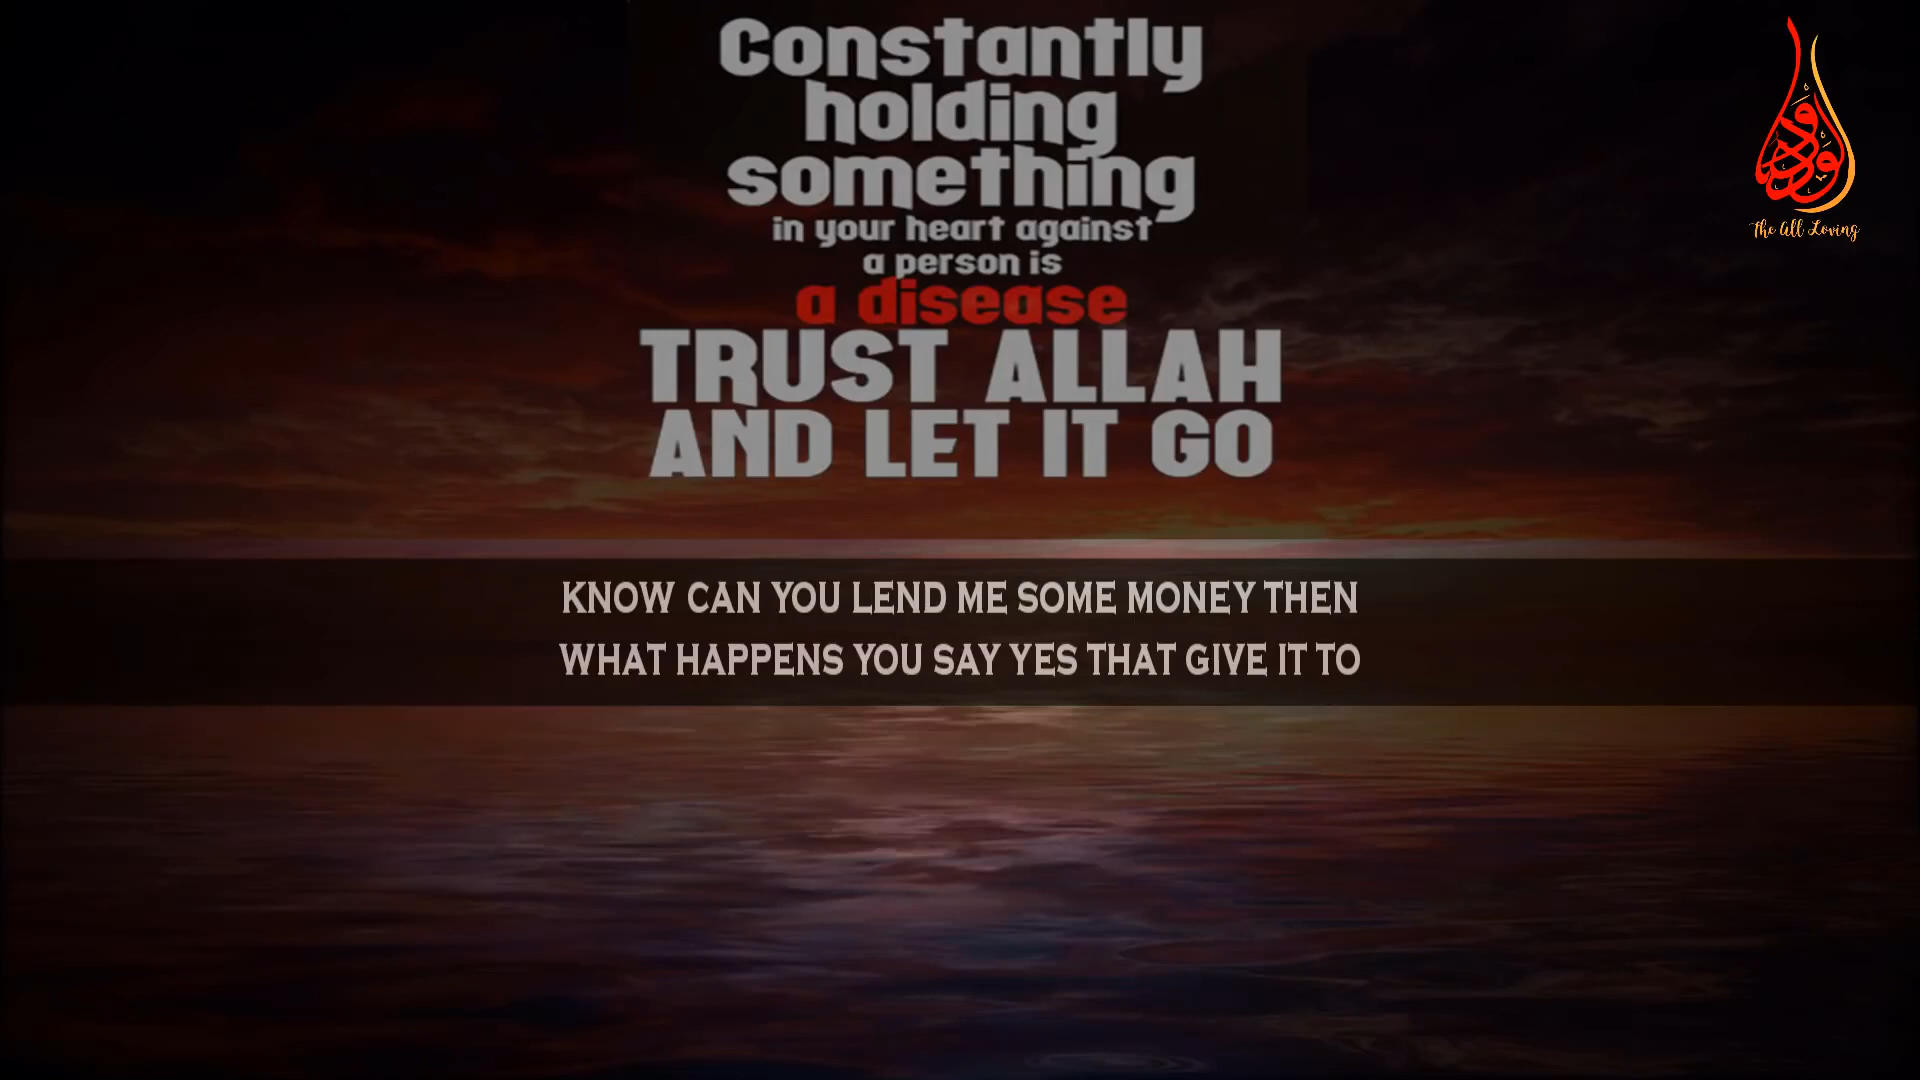 Constantly
holding
something
in your heart against
a person is
a disease
TRUST ALLAH
AND LET IT GO
The All Loving
KNOW CAN YOU LEND ME SOME MONEY THEN
WHAT HAPPENS YOU SAY YES THAT GIVE IT TO